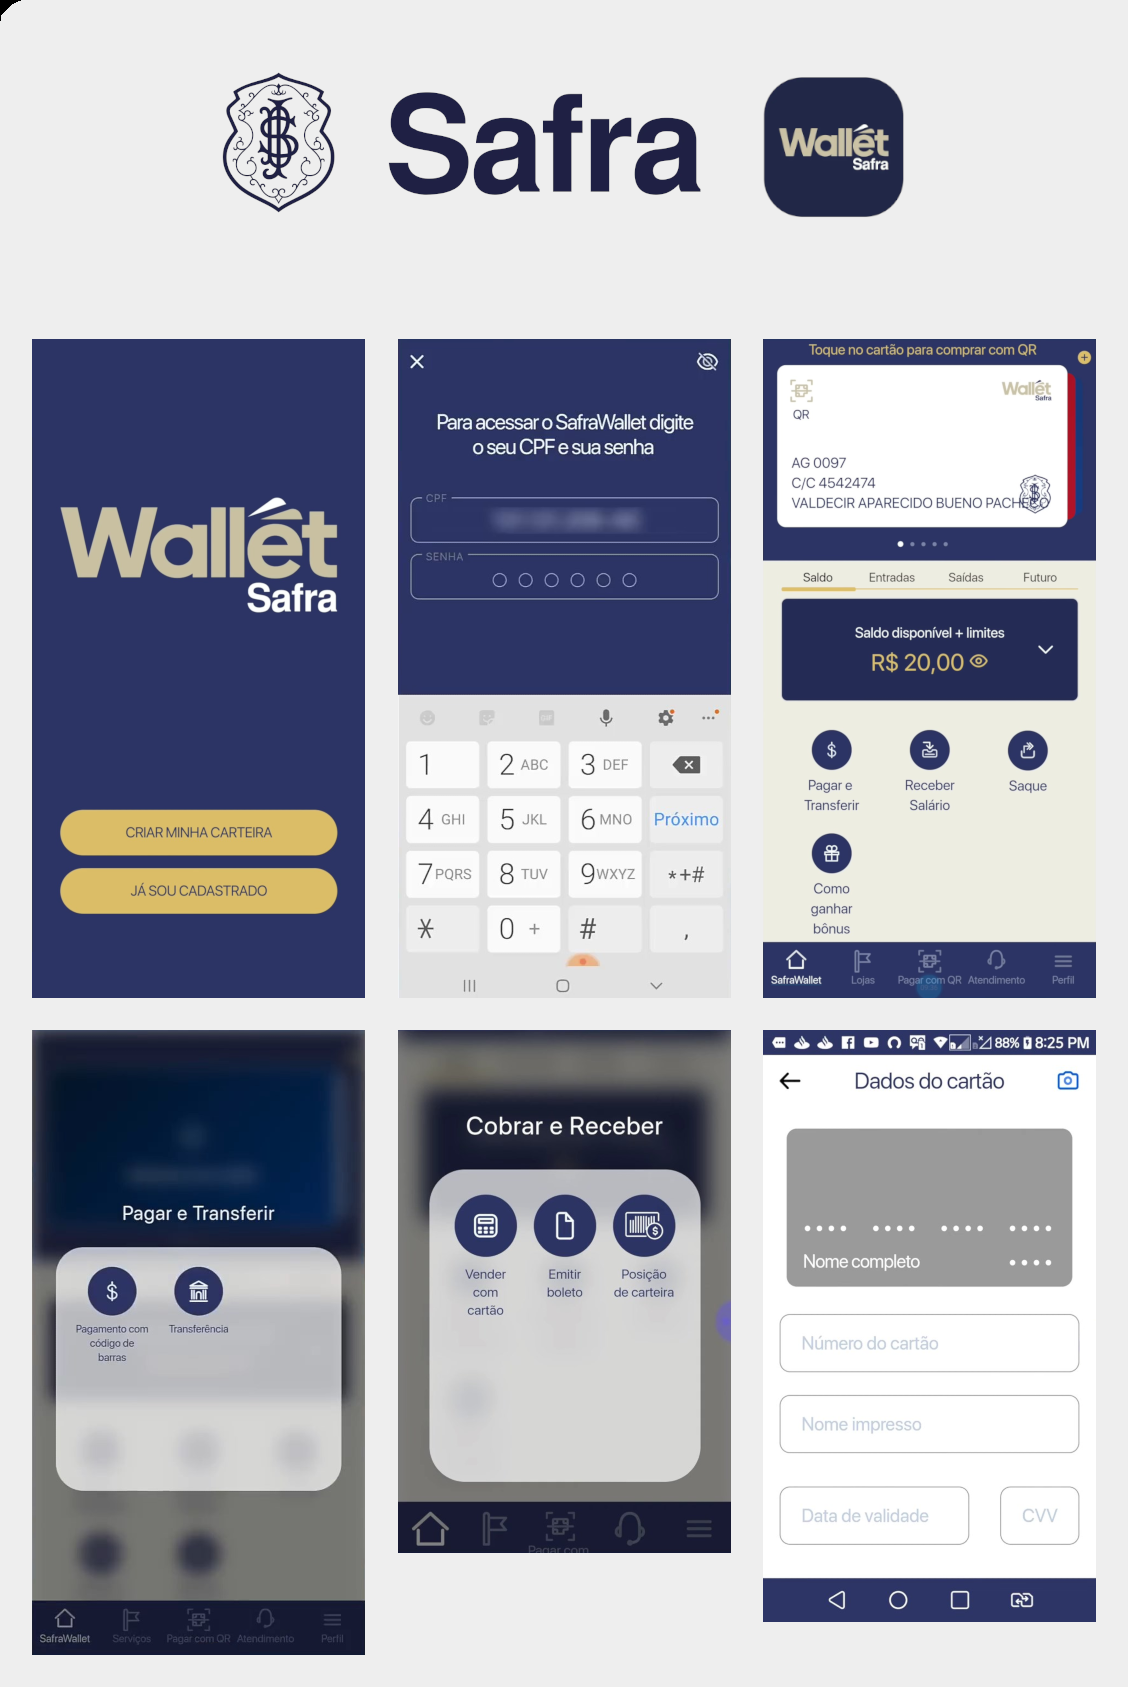 Safra
Wallét
Safra
Wallét
Safra
CRIAR MINHA CARTEIRA
JÁ SOU CADASTRADO
Para acessar o SafraWallet digite
o seu CPF e sua senha
CPF
SENHA
1
2 ABC
3 DEF
4 GHI
5 JKL
6 MNO
Próximo
7 PQRS
8 TUV
9 WXYZ
*+#
0 +
#
,
Toque no cartão para comprar com QR
QR
Wallét
Safra
AG 0097
C/C 4542474
VALDECIR APARECIDO BUENO PACHECO
Saldo Entradas Saídas Futuro
Saldo disponível + limites
R$ 20,00
Pagar e
Transferir
Receber
Salário
Saque
Como
ganhar
bônus
SafraWallet Lojas Pagar com QR Atendimento Perfil
Pagar e Transferir
Pagamento com
código de
barras
Transferência
SafraWallet Serviços Pagar com QR Atendimento Perfil
Cobrar e Receber
Vender
com
cartão
Emitir
boleto
Posição
de carteira
Pagar com
88% 8:25 PM
Dados do cartão
Nome completo
Número do cartão
Nome impresso
Data de validade
CVV